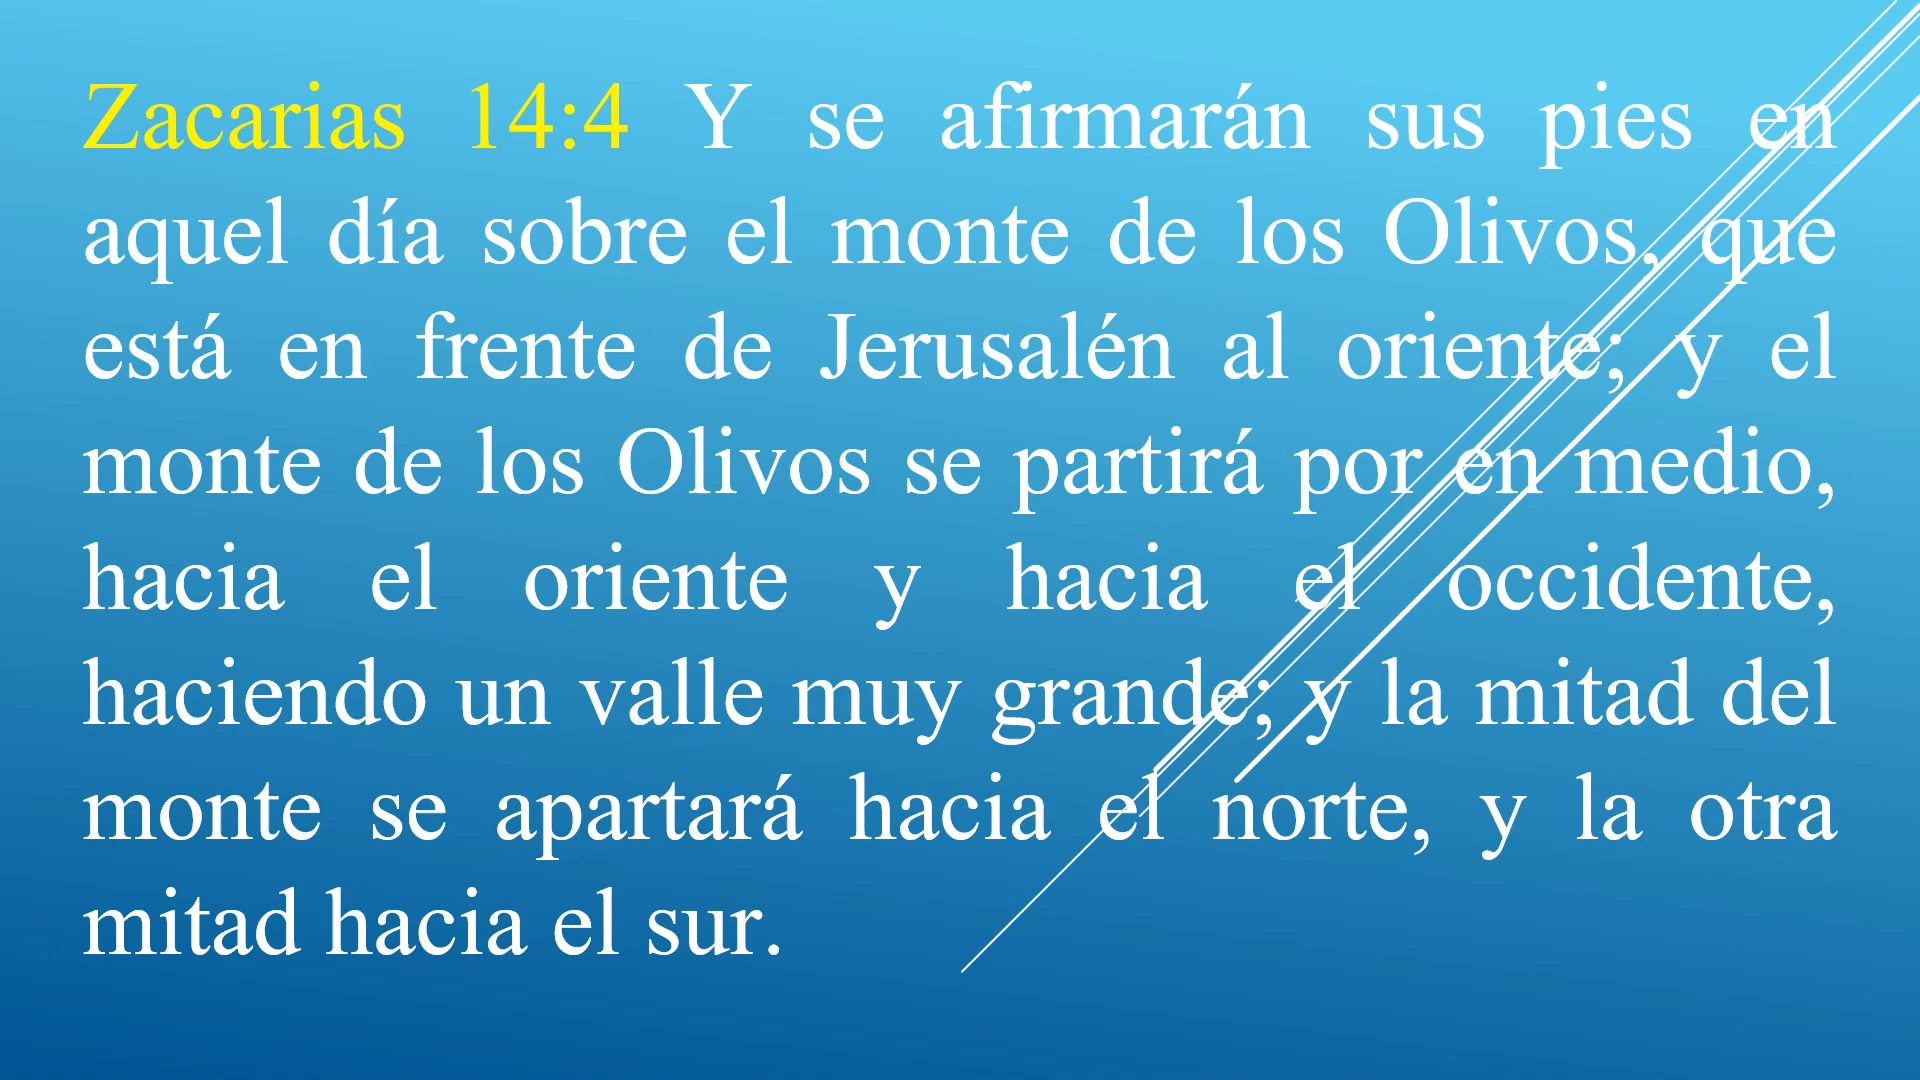 Zacarias 14:4 Y se afirmarán sus pies en
aquel día sobre el monte de los Olivos, que
está en frente de Jerusalén al oriente; y el
monte de los Olivos se partirá por en medio,
hacia el oriente y hacia el occidente,
haciendo un valle muy grande; y la mitad del
monte se apartará hacia el norte, y la otra
mitad hacia el sur.